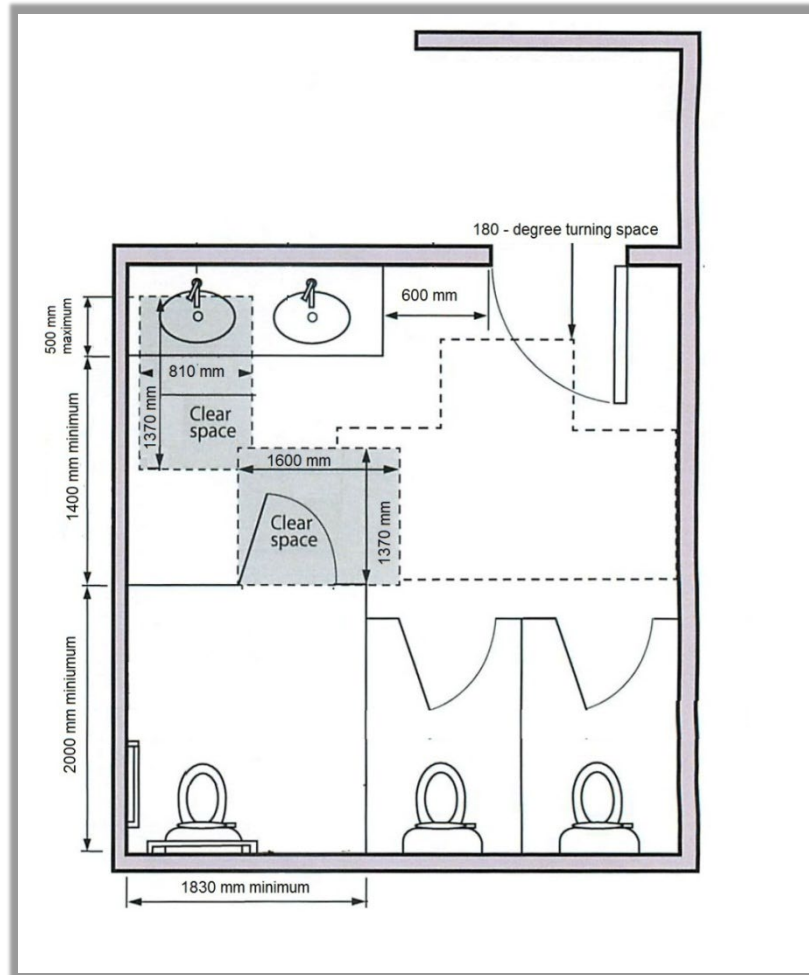 180 - degree turning space
600 mm
500 mm
maximum
810 mm
1370 mm
Clear
space
1400 mm minimum
1600 mm
Clear
space
1370 mm
2000 mm miniumum
1830 mm minimum